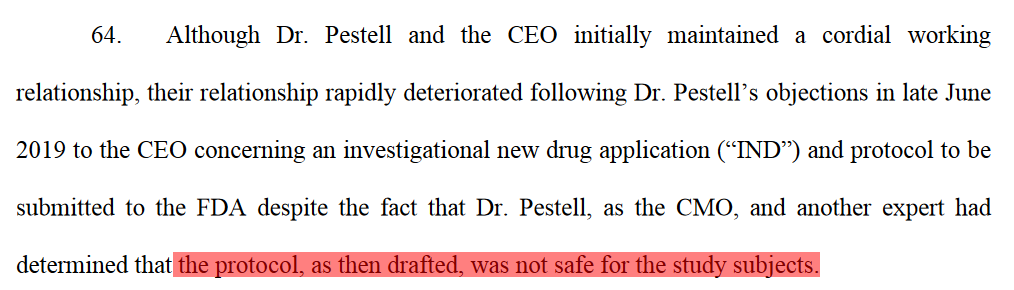 64. Although Dr. Pestell and the CEO initially maintained a cordial working
relationship, their relationship rapidly deteriorated following Dr. Pestell’s objections in late June
2019 to the CEO concerning an investigational new drug application (“IND”) and protocol to be
submitted to the FDA despite the fact that Dr. Pestell, as the CMO, and another expert had
determined that the protocol, as then drafted, was not safe for the study subjects.